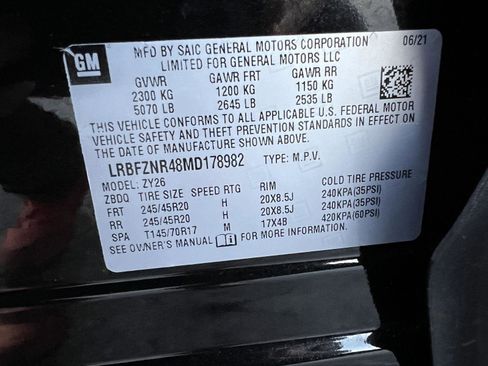 GM
MFD BY SAIC GENERAL MOTORS CORPORATION 06/21
LIMITED FOR GENERAL MOTORS LLC
GVWR GAWR FRT GAWR RR
2300 KG 1200 KG 1150 KG
5070 LB 2645 LB 2535 LB
THIS VEHICLE CONFORMS TO ALL APPLICABLE U.S. FEDERAL MOTOR
VEHICLE SAFETY AND THEFT PREVENTION STANDARDS IN EFFECT ON
THE DATE OF MANUFACTURE SHOWN ABOVE.
LRBFZNR48MD178982 TYPE: M.P.V.
MODEL: ZY26
ZBDO TIRE SIZE SPEED RTG RIM COLD TIRE PRESSURE
FRT 245/45R20 H 20X8.5J 240KPA(35PSI)
RR 245/45R20 H 20X8.5J 240KPA(35PSI)
SPA T145/70R17 M 17X4B 420KPA(60PSI)
SEE OWNER'S MANUAL FOR MORE INFORMATION.